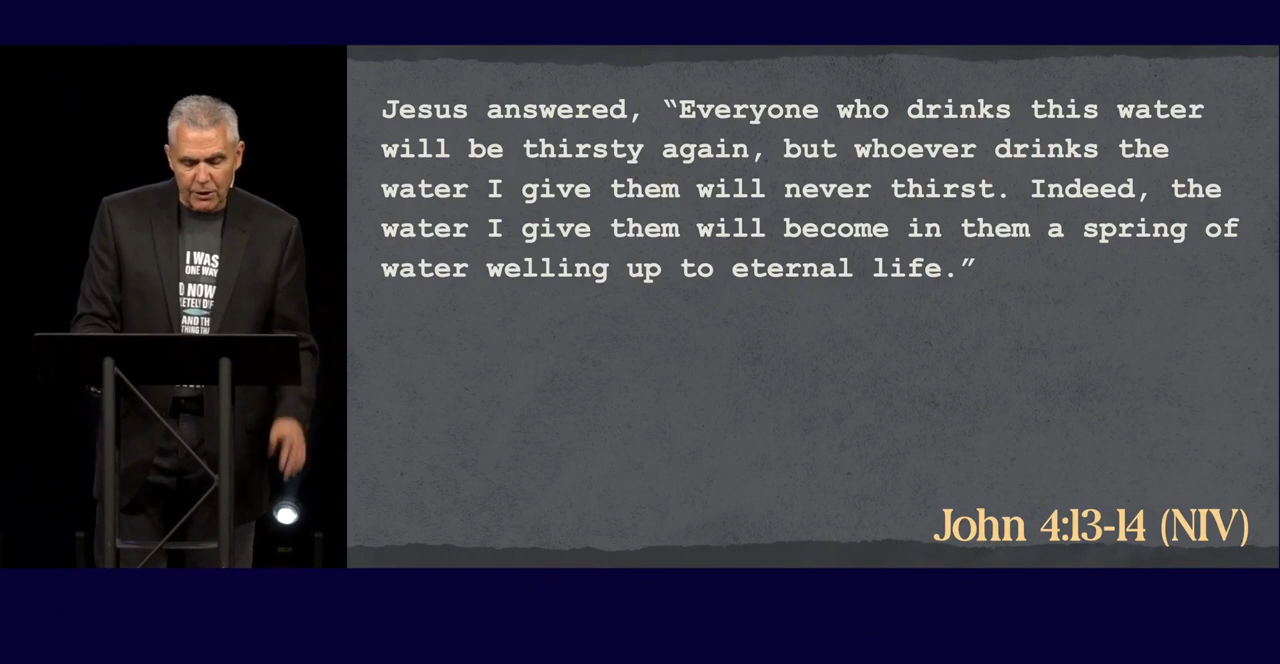 Jesus answered, “Everyone who drinks this water
will be thirsty again, but whoever drinks the
water I give them will never thirst. Indeed, the
water I give them will become in them a spring of
water welling up to eternal life.”
John 4:13-14 (NIV)
I WAS
ONE WAY
NOW
AND